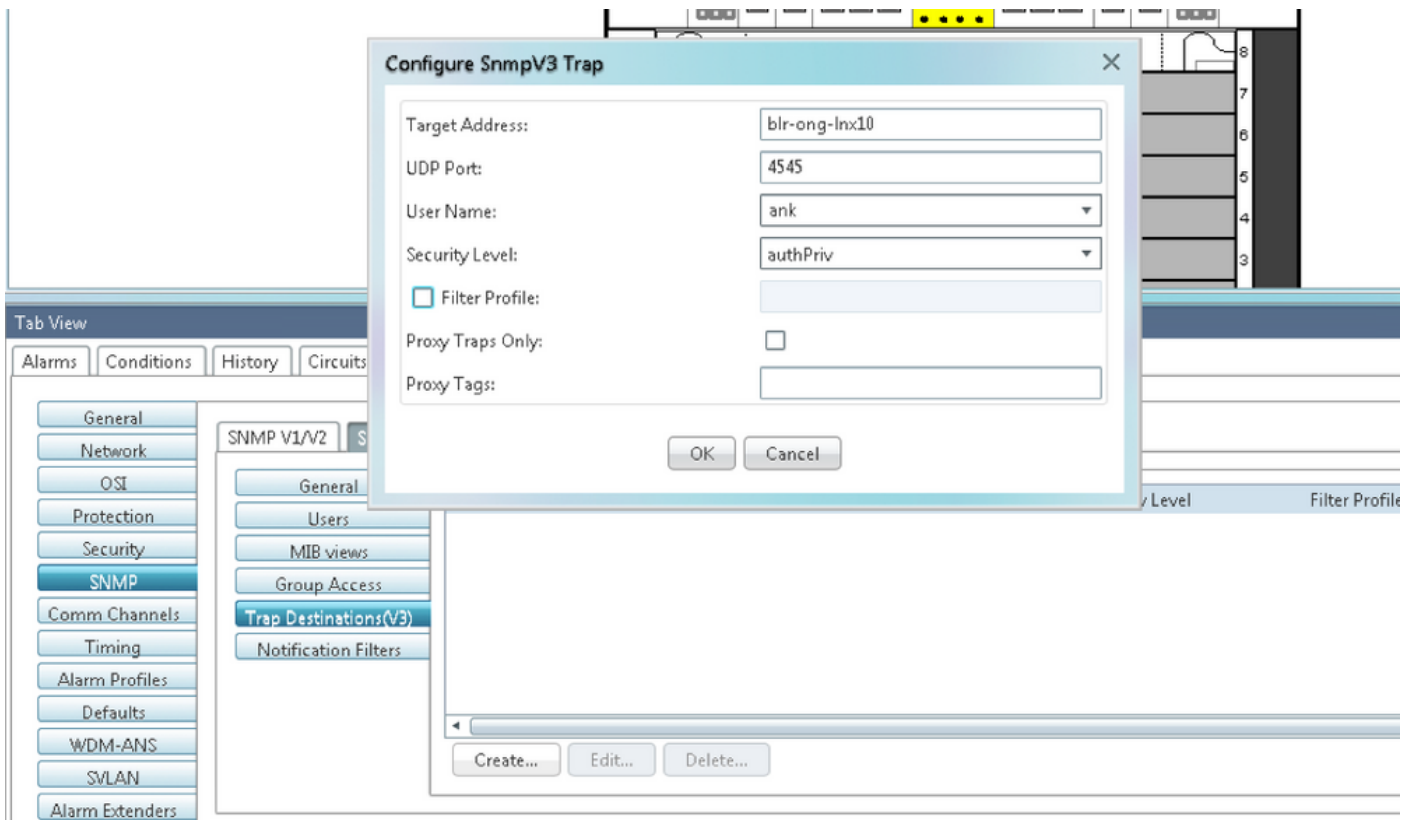 8
7
6
5
4
3
Configure SnmpV3 Trap
Target Address: blr-ong-lnx10
UDP Port: 4545
User Name: ank
Security Level: authPriv
Filter Profile:
Proxy Traps Only:
Proxy Tags:
OK Cancel
Tab View
Alarms Conditions History Circuits
General
Network
OSI
Protection
Security
SNMP
Comm Channels
Timing
Alarm Profiles
Defaults
WDM-ANS
SVLAN
Alarm Extenders
SNMP V1/V2 S
General
Users
MIB views
Group Access
Trap Destinations(V3)
Notification Filters
Level Filter Profile
Create... Edit... Delete...